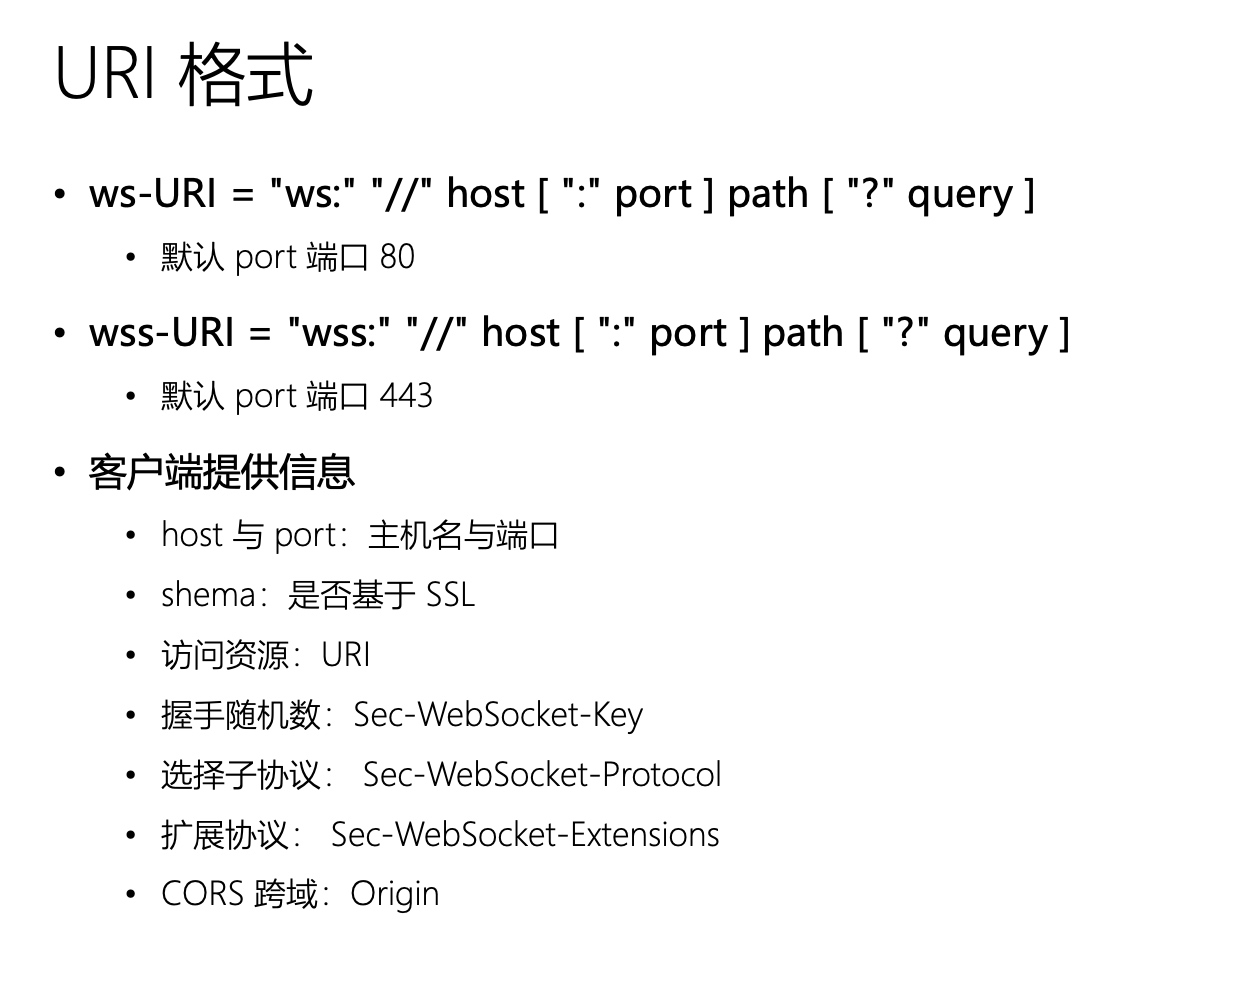 URI 格式
• ws-URI = "ws:" "//" host [ ":" port ] path [ "?" query ]
• 默认 port 端口 80
• wss-URI = "wss:" "//" host [ ":" port ] path [ "?" query ]
• 默认 port 端口 443
• 客户端提供信息
• host 与 port：主机名与端口
• shema：是否基于 SSL
• 访问资源：URI
• 握手随机数：Sec-WebSocket-Key
• 选择子协议： Sec-WebSocket-Protocol
• 扩展协议： Sec-WebSocket-Extensions
• CORS 跨域：Origin